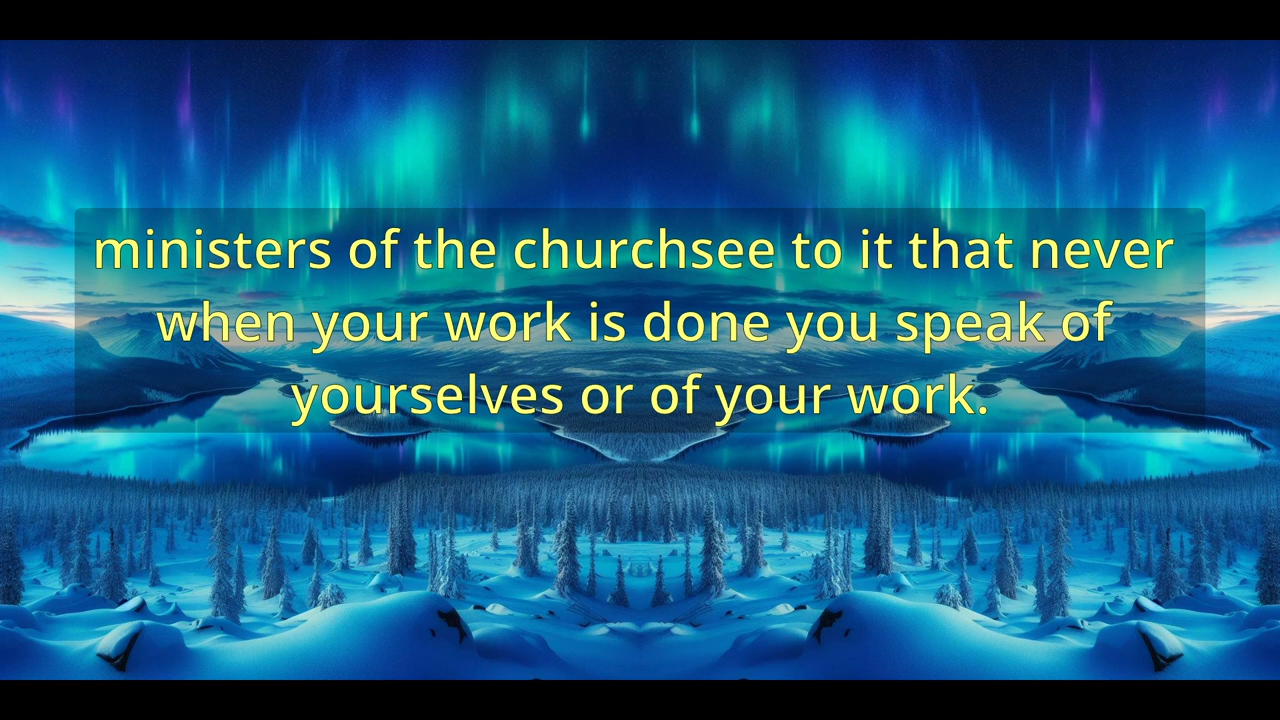 ministers of the churchsee to it that never
when your work is done you speak of
yourselves or of your work.